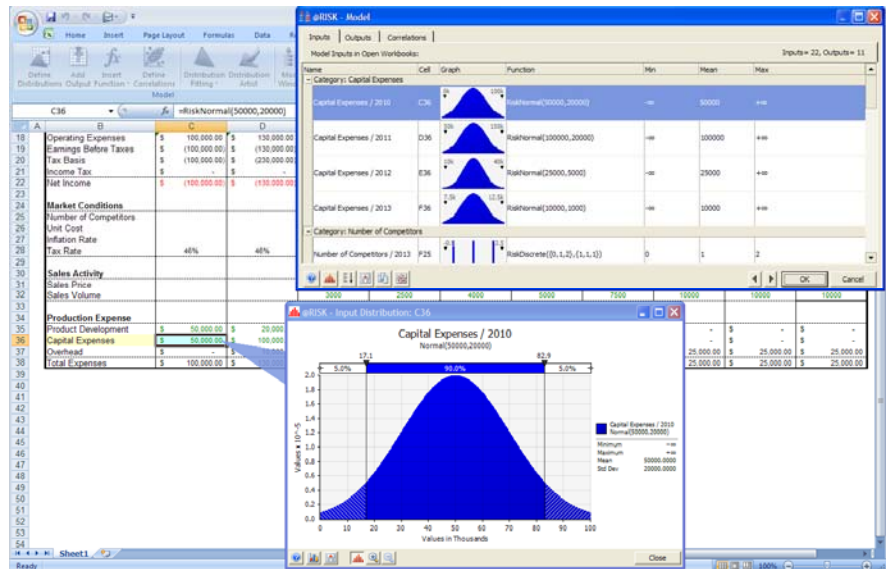 Home Insert Page Layout Formulas Data
Define Distributions Add Output Insert Function Define Correlations Distribution Fitting Distribution Artist
Model
C36 =RiskNormal(50000,20000)
A B C D
18 Operating Expenses $ 100,000.00 $ 130,000.00
19 Earnings Before Taxes $ (100,000.00) $ (130,000.00)
20 Tax Basis $ (100,000.00) $ (230,000.00)
21 Income Tax $ - $ -
22 Net Income $ (100,000.00) $ (130,000.00)
23
24 Market Conditions
25 Number of Competitors
26 Unit Cost
27 Inflation Rate
28 Tax Rate 46% 46%
29
30 Sales Activity
31 Sales Price
32 Sales Volume 3000 2500 4000 5000 7500 10000 10000 10000
33
34 Production Expense
35 Product Development $ 50,000.00 $ 20,000 - $ - $ -
36 Capital Expenses $ 50,000.00 $ 100,000 - $ - $ -
37 Overhead $ - $ 25,000.00 $ 25,000.00 $ 25,000.00
38 Total Expenses $ 100,000.00 $ 25,000.00 $ 25,000.00 $ 25,000.00
39
40
41
42
43
44
45
46
47
48
49
50
51
52
53
54
Sheet1
Ready 100%
@RISK - Model
Inputs Outputs Correlations
Model Inputs in Open Workbooks: Inputs= 22, Outputs= 11
Name Cell Graph Function Min Mean Max
Category: Capital Expenses
Capital Expenses / 2010 C36 0k 100k RiskNormal(50000,20000) -∞ 50000 +∞
Capital Expenses / 2011 D36 50k 150k RiskNormal(100000,20000) -∞ 100000 +∞
Capital Expenses / 2012 E36 10k 40k RiskNormal(25000,5000) -∞ 25000 +∞
Capital Expenses / 2013 F36 7.5k 12.5k RiskNormal(10000,1000) -∞ 10000 +∞
Category: Number of Competitors
Number of Competitors / 2013 F25 RiskDiscrete({0,1,2},{1,1,1}) 0 1 2
OK Cancel
@RISK - Input Distribution: C36
Capital Expenses / 2010
Normal(50000,20000)
17.1 82.9
5.0% 90.0% 5.0%
2.0
1.8
1.6
1.4
1.2
1.0
0.8
0.6
0.4
0.2
0.0
Values x 10^-5
0 10 20 30 40 50 60 70 80 90 100
Values in Thousands
Capital Expenses / 2010
Normal(50000,20000)
Minimum -∞
Maximum +∞
Mean 50000.0000
Std Dev 20000.0000
Close